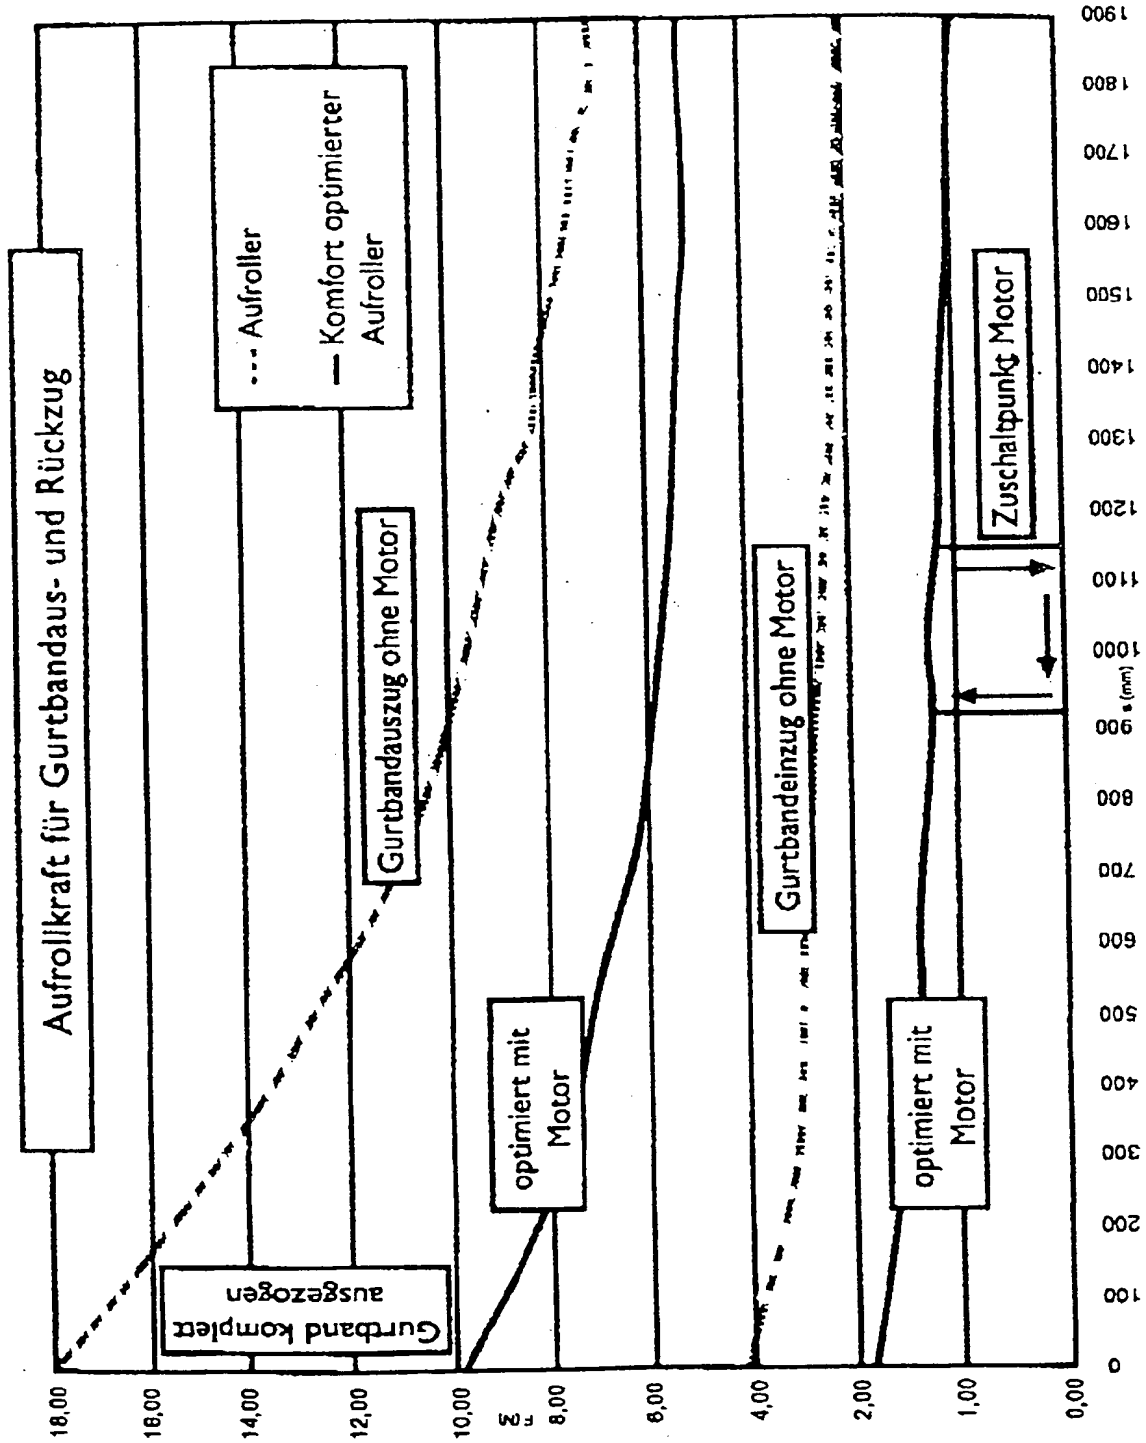 Aufrollkraft für Gurtbandaus- und Rückzug
--- Aufroller
— Komfort optimierter
Aufroller
Gurtbandauszug ohne Motor
Gurtband komplett
ausgezogen
optimiert mit
Motor
Gurtbandeinzug ohne Motor
optimiert mit
Motor
Zuschaltpunkt Motor
18,00
16,00
14,00
12,00
10,00
8,00
6,00
4,00
2,00
1,00
0,00
0
100
200
300
400
500
600
700
800
900
s (mm)
1000
1100
1200
1300
1400
1500
1600
1700
1800
1900